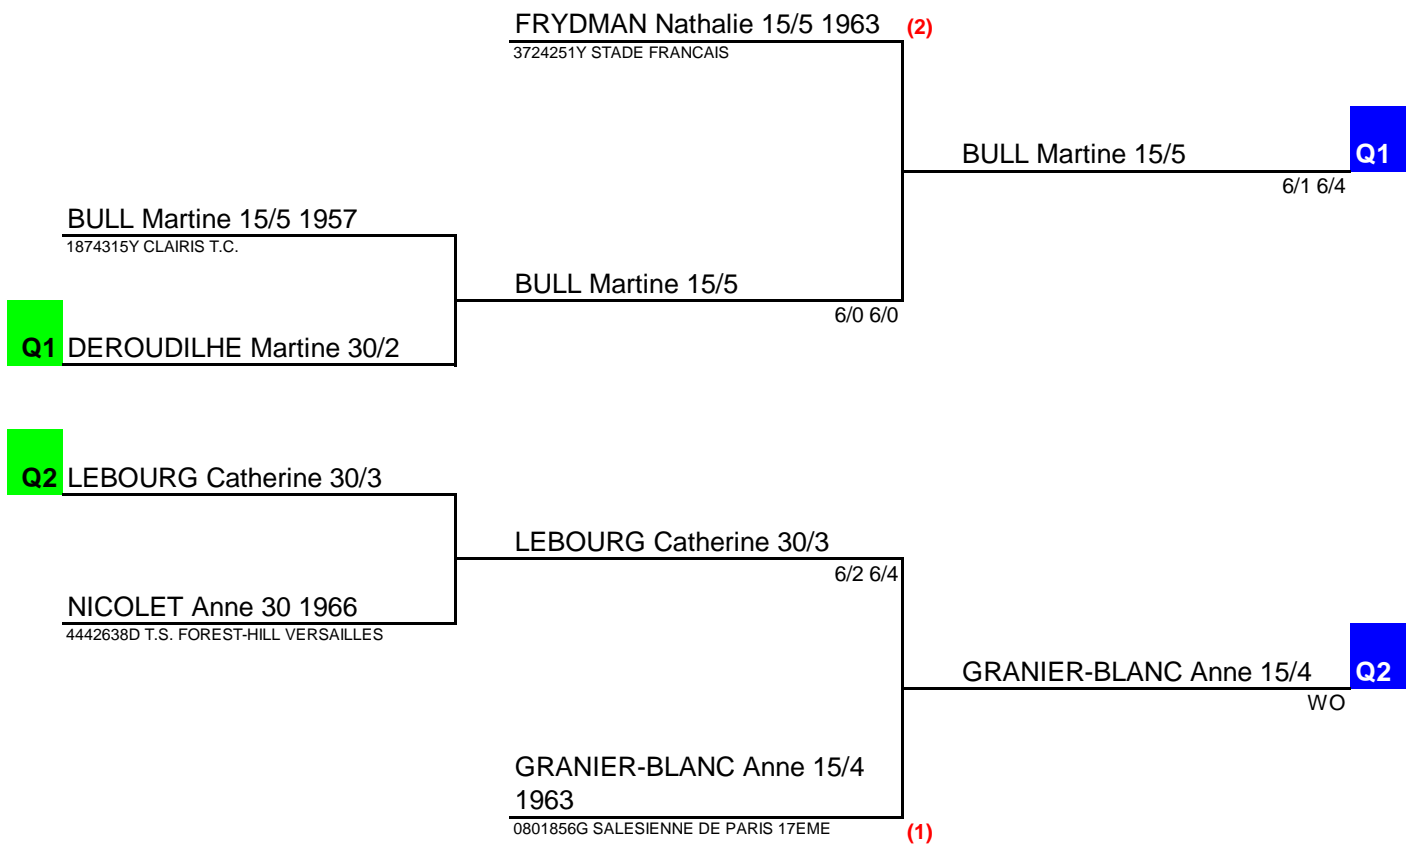 FRYDMAN Nathalie 15/5 1963 (2)
3724251Y STADE FRANCAIS
BULL Martine 15/5 Q1
6/1 6/4
BULL Martine 15/5 1957
1874315Y CLAIRIS T.C.
BULL Martine 15/5
6/0 6/0
Q1 DEROUDILHE Martine 30/2
Q2 LEBOURG Catherine 30/3
LEBOURG Catherine 30/3
6/2 6/4
NICOLET Anne 30 1966
4442638D T.S. FOREST-HILL VERSAILLES
GRANIER-BLANC Anne 15/4 Q2
WO
GRANIER-BLANC Anne 15/4
1963
0801856G SALESIENNE DE PARIS 17EME (1)